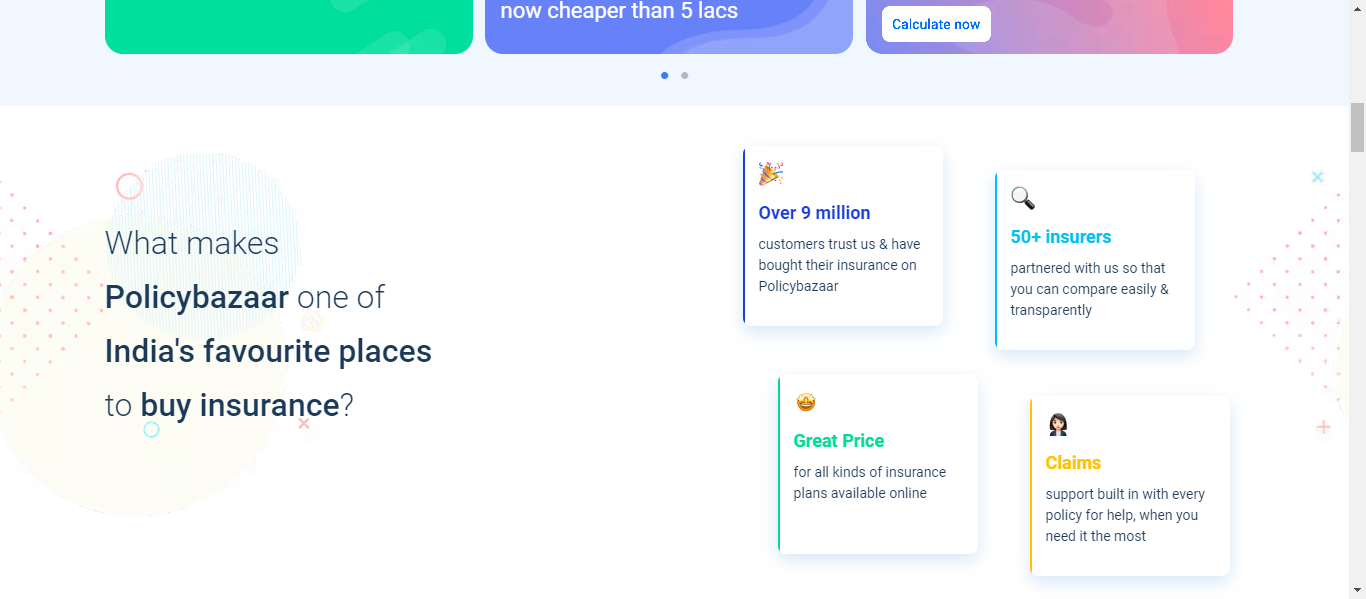 now cheaper than 5 lacs
Calculate now
What makes
Policybazaar one of
India's favourite places
to buy insurance?
Over 9 million
customers trust us & have
bought their insurance on
Policybazaar
50+ insurers
partnered with us so that
you can compare easily &
transparently
Great Price
for all kinds of insurance
plans available online
Claims
support built in with every
policy for help, when you
need it the most